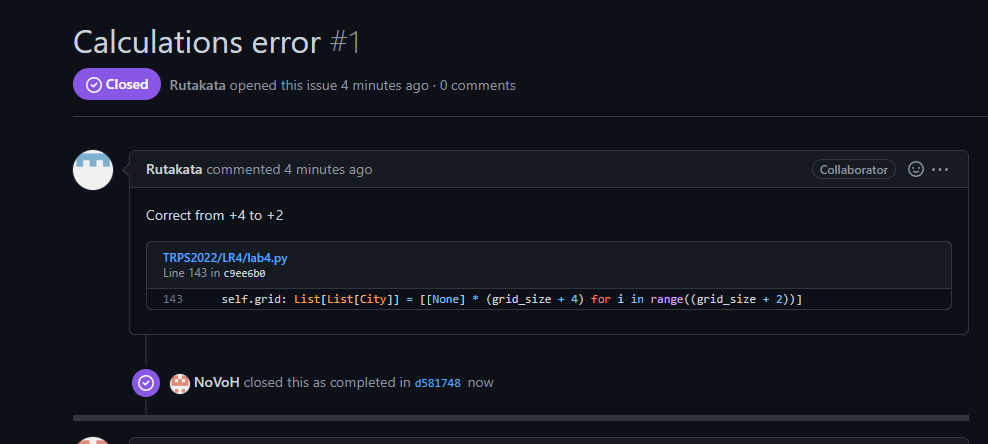 Calculations error #1
Closed Rutakata opened this issue 4 minutes ago · 0 comments
Rutakata commented 4 minutes ago Collaborator
Correct from +4 to +2
TRPS2022/LR4/lab4.py
Line 143 in c9ee6b0
143 self.grid: List[List[City]] = [[None] * (grid_size + 4) for i in range((grid_size + 2))]
NoVoH closed this as completed in d581748 now